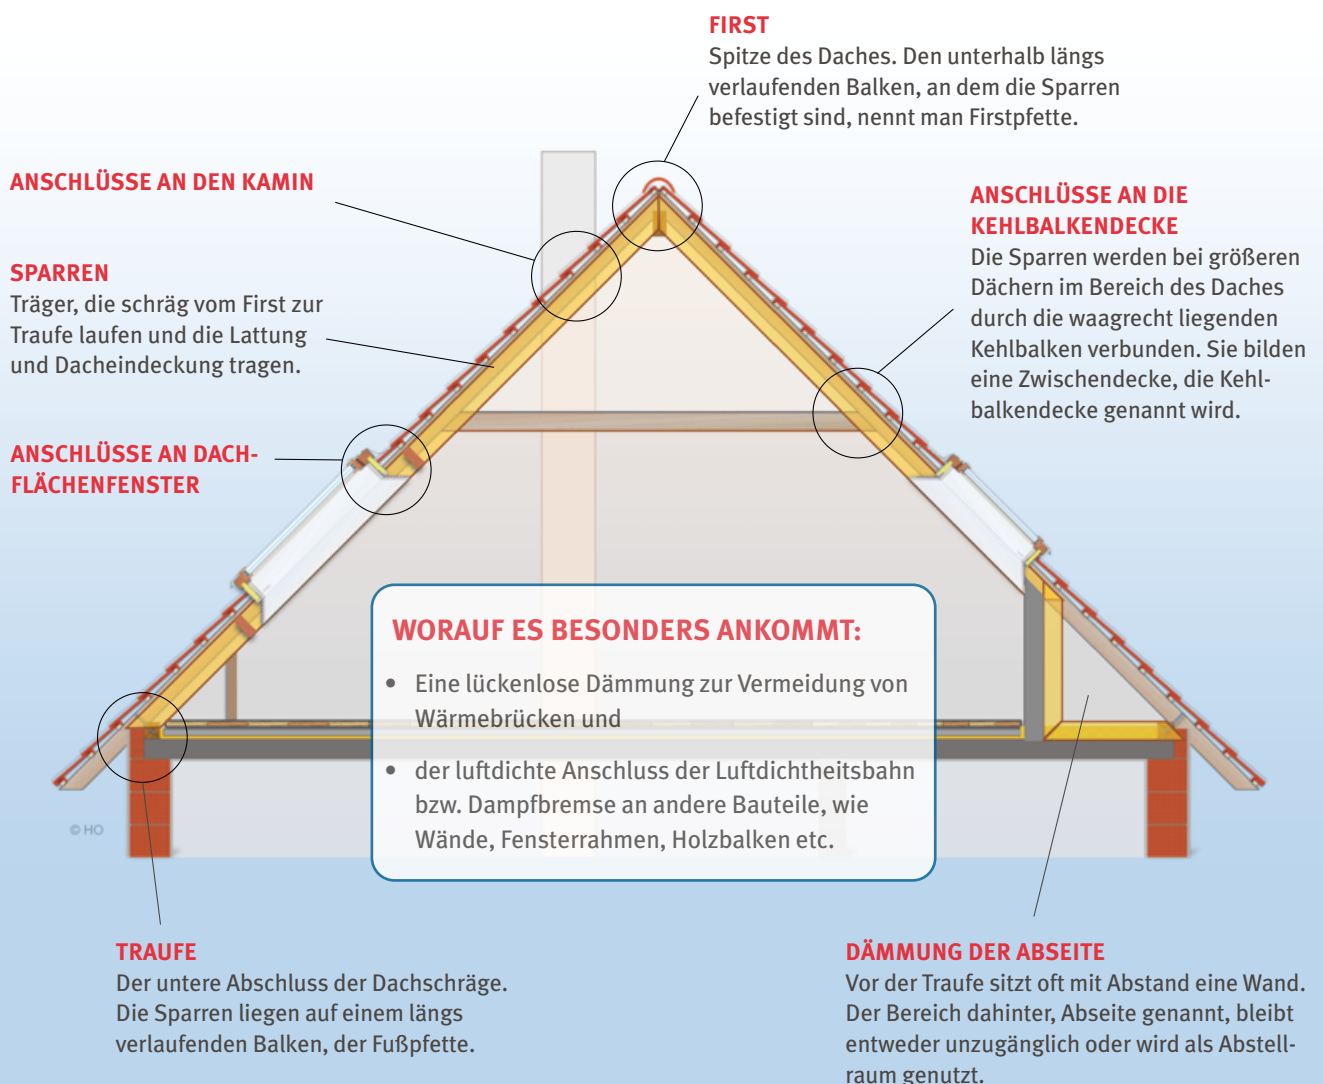 FIRST
Spitze des Daches. Den unterhalb längs
verlaufenden Balken, an dem die Sparren
befestigt sind, nennt man Firstpfette.
ANSCHLÜSSE AN DEN KAMIN
SPARREN
Träger, die schräg vom First zur
Traufe laufen und die Lattung
und Dacheindeckung tragen.
ANSCHLÜSSE AN DACH-
FLÄCHENFENSTER
ANSCHLÜSSE AN DIE
KEHLBALKENDECKE
Die Sparren werden bei größeren
Dächern im Bereich des Daches
durch die waagrecht liegenden
Kehlbalken verbunden. Sie bilden
eine Zwischendecke, die Kehl-
balkendecke genannt wird.
WORAUF ES BESONDERS ANKOMMT:
• Eine lückenlose Dämmung zur Vermeidung von
Wärmebrücken und
• der luftdichte Anschluss der Luftdichtheitsbahn
bzw. Dampfbremse an andere Bauteile, wie
Wände, Fensterrahmen, Holzbalken etc.
© HO
TRAUFE
Der untere Abschluss der Dachschräge.
Die Sparren liegen auf einem längs
verlaufenden Balken, der Fußpfette.
DÄMMUNG DER ABSEITE
Vor der Traufe sitzt oft mit Abstand eine Wand.
Der Bereich dahinter, Abseite genannt, bleibt
entweder unzugänglich oder wird als Abstell-
raum genutzt.